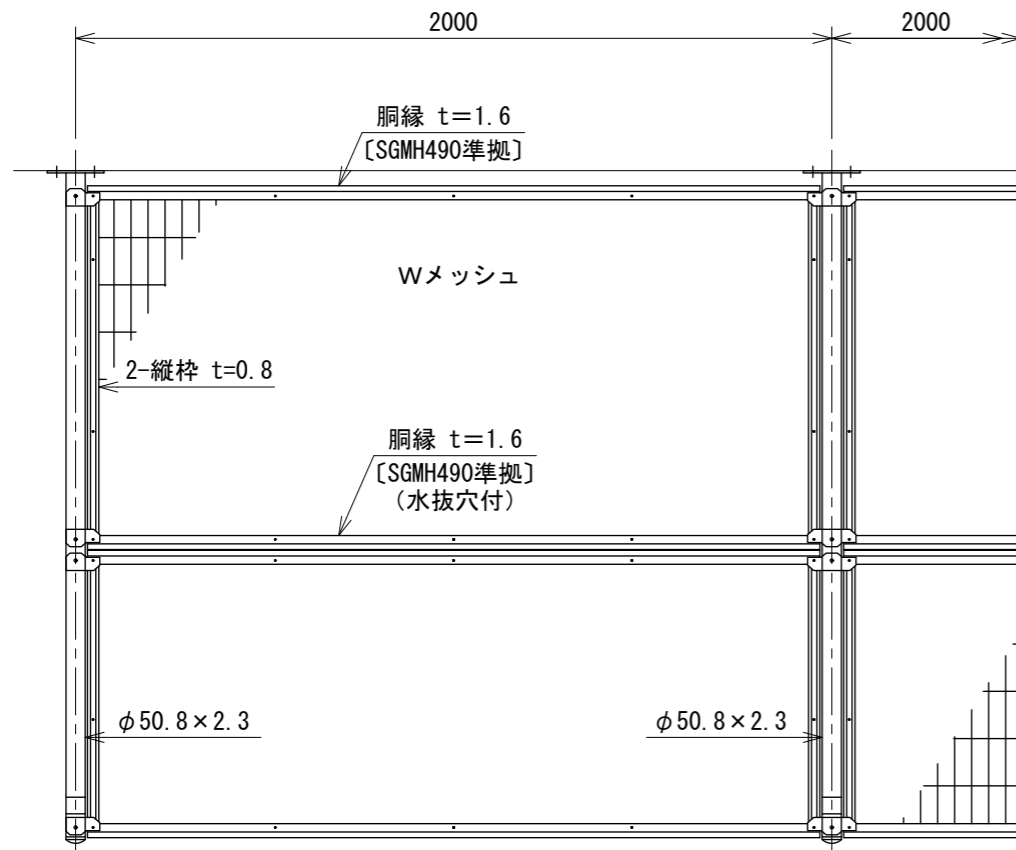 2000
2000
胴縁 t=1.6
〔SGMH490準拠〕
Wメッシュ
2-縦枠 t=0.8
胴縁 t=1.6
〔SGMH490準拠〕
(水抜穴付)
φ50.8×2.3
φ50.8×2.3